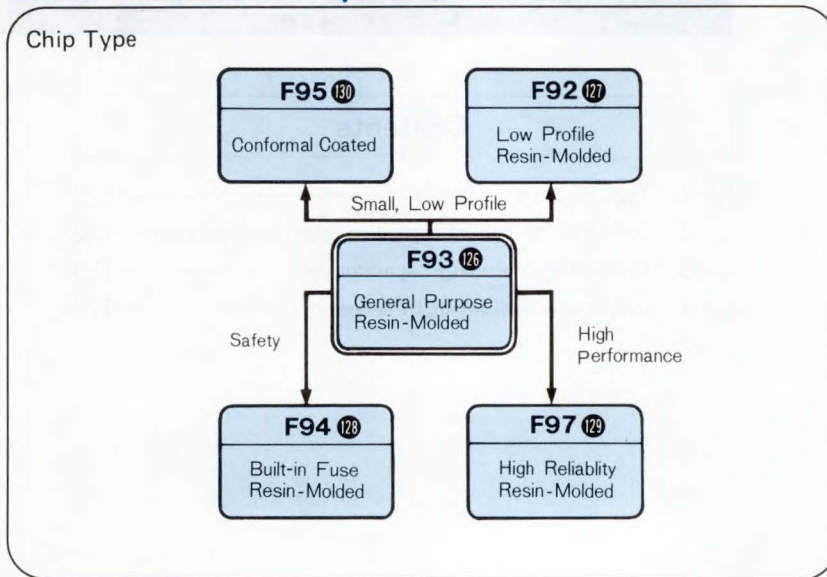 Chip Type
F95 130
Conformal Coated
F92 127
Low Profile
Resin-Molded
Small, Low Profile
F93 126
General Purpose
Resin-Molded
Safety
High
Performance
F94 128
Built-in Fuse
Resin-Molded
F97 129
High Reliablity
Resin-Molded